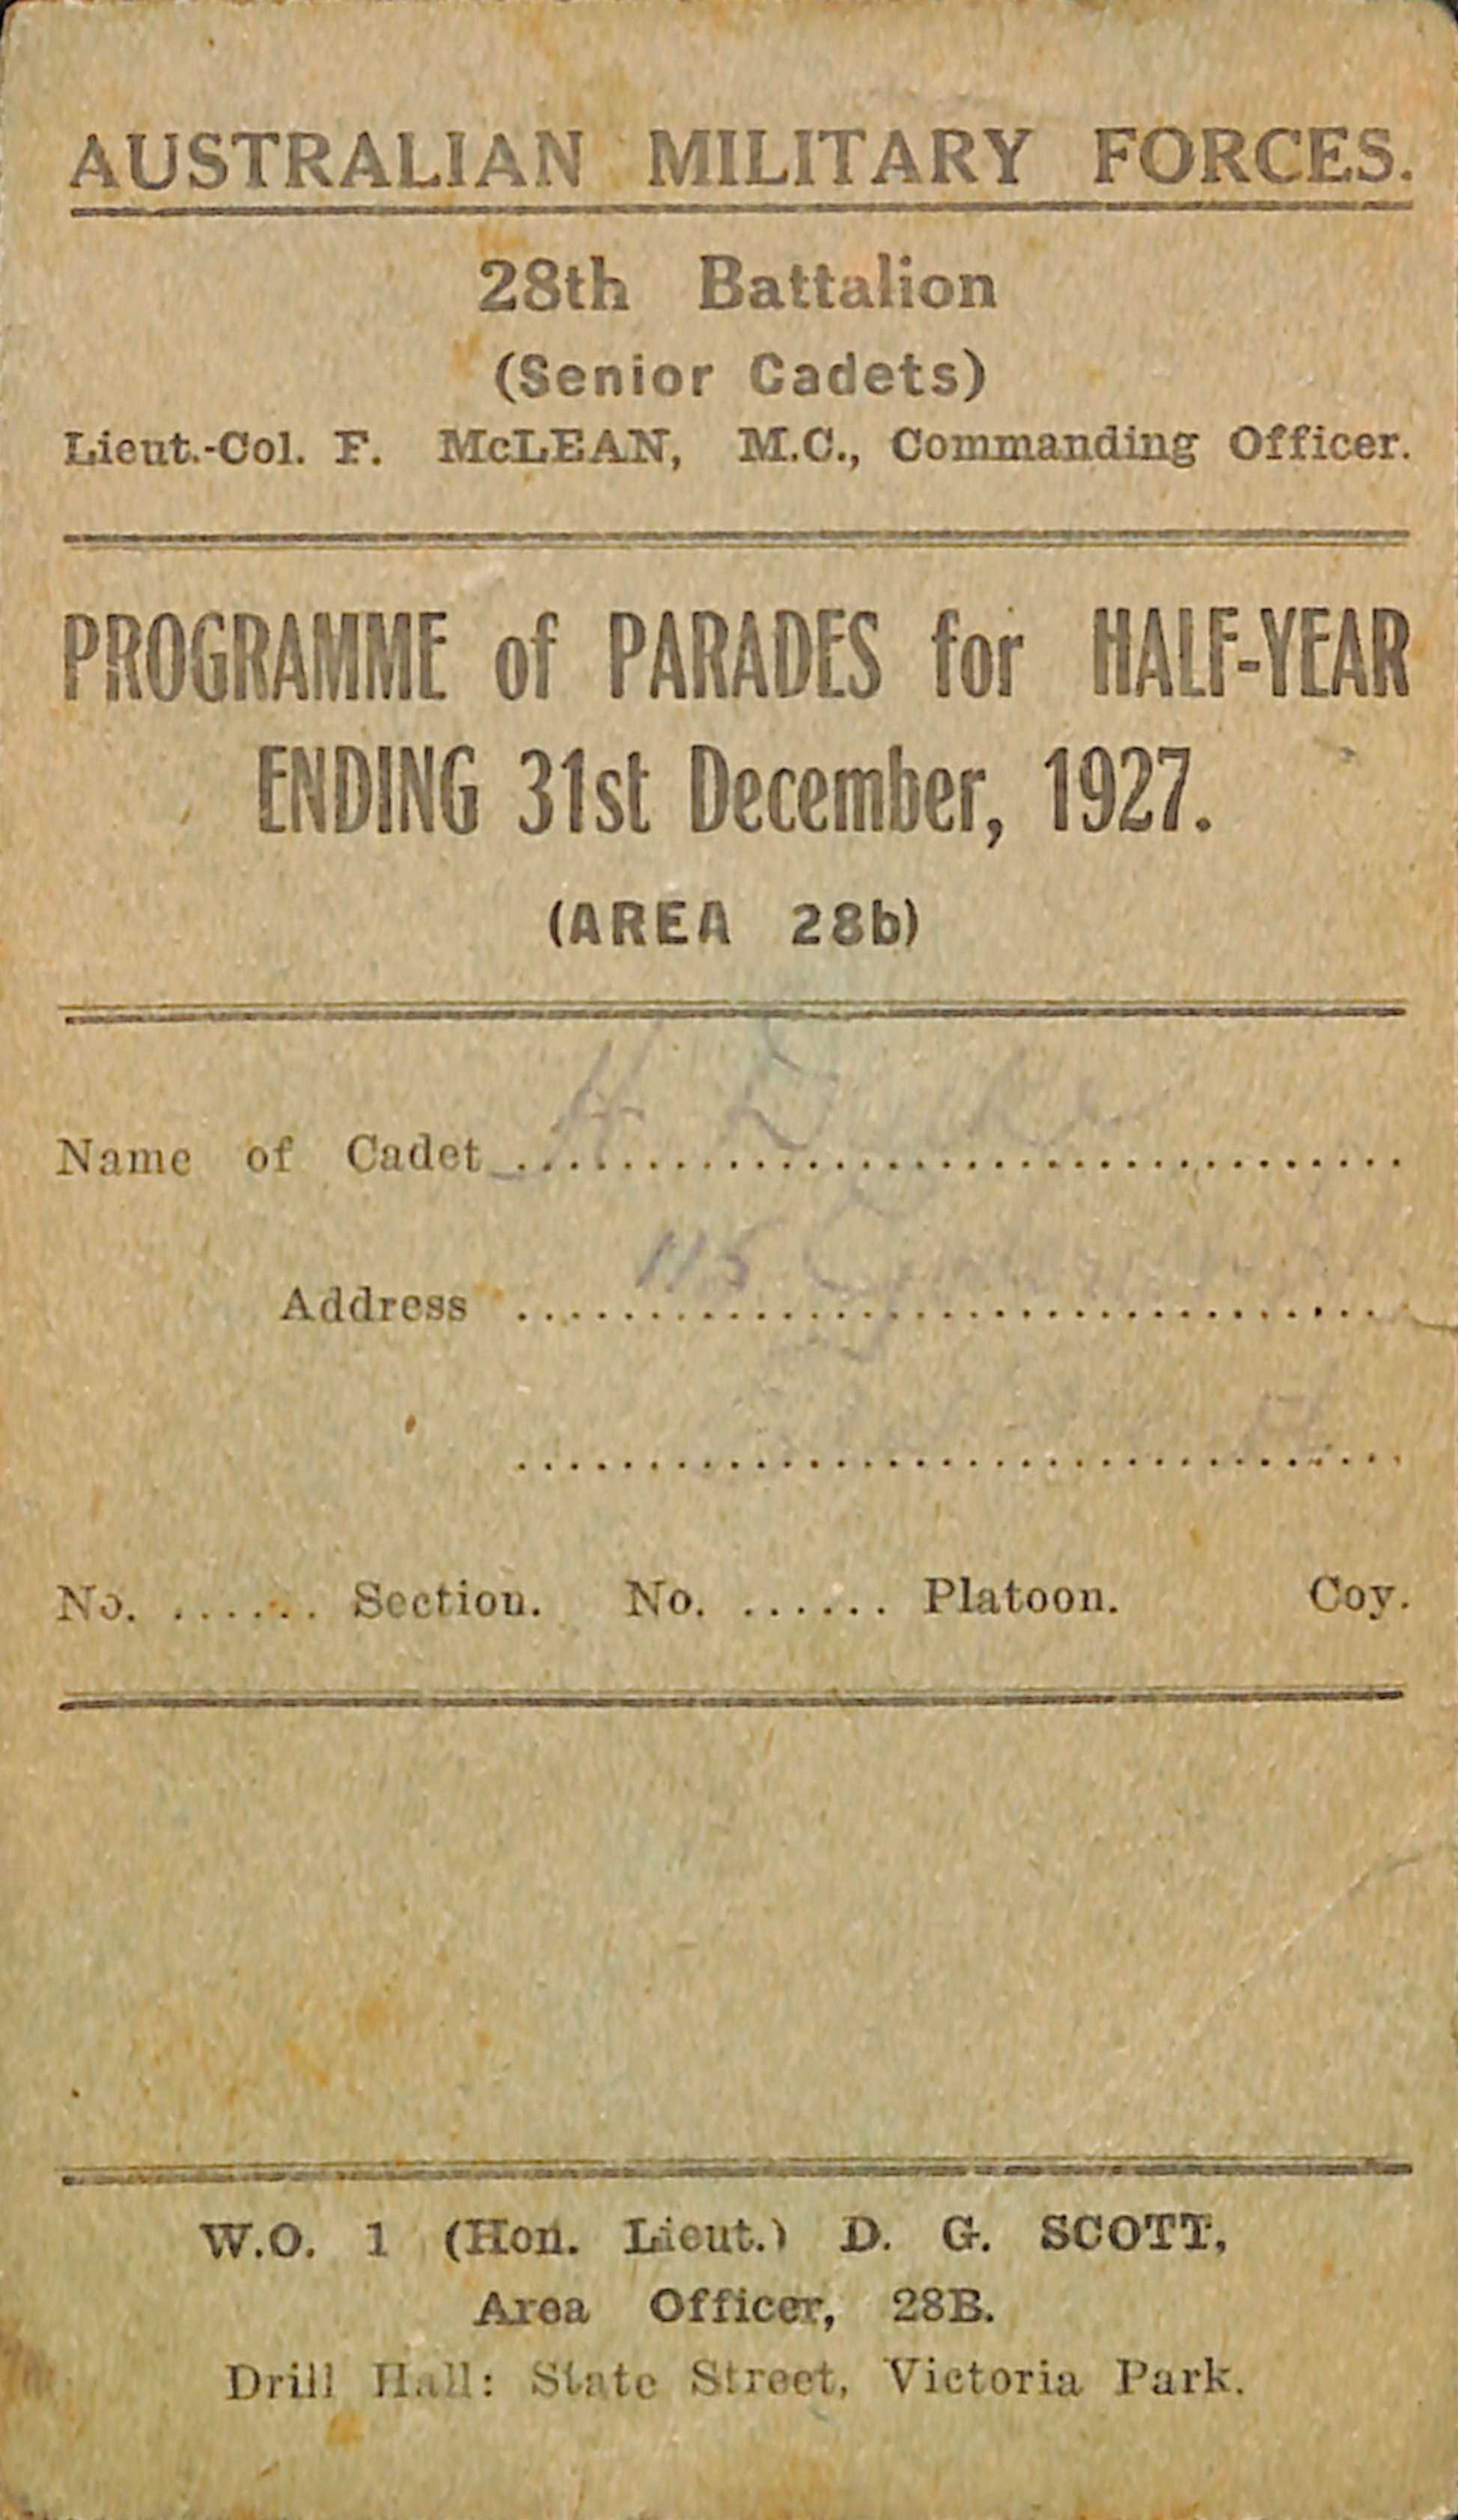 AUSTRALIAN MILITARY FORCES.
28th Battalion
(Senior Cadets)
Lieut.-Col. F. McLEAN, M.C., Commanding Officer.
PROGRAMME of PARADES for HALF-YEAR
ENDING 31st December, 1927.
(AREA 28b)
Name of Cadet H
Address 115
No. ...... Section. No. ...... Platoon. Coy.
W.O. 1 (Hon. Lieut.) D. G. SCOTT,
Area Officer, 28B.
Drill Hall: State Street, Victoria Park.